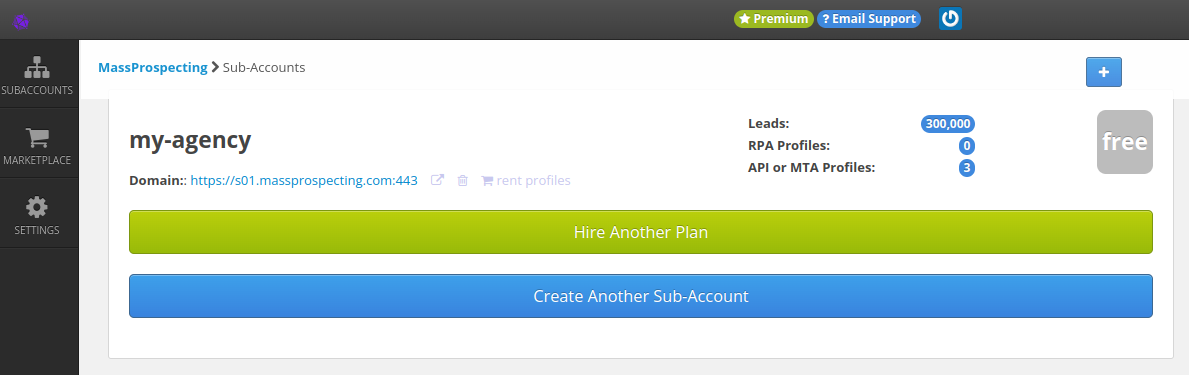 Premium
? Email Support
SUBACCOUNTS
MARKETPLACE
SETTINGS
MassProspecting > Sub-Accounts
+
my-agency
Domain:: https://s01.massprospecting.com:443 rent profiles
Leads: 300,000
RPA Profiles: 0
API or MTA Profiles: 3
free
Hire Another Plan
Create Another Sub-Account